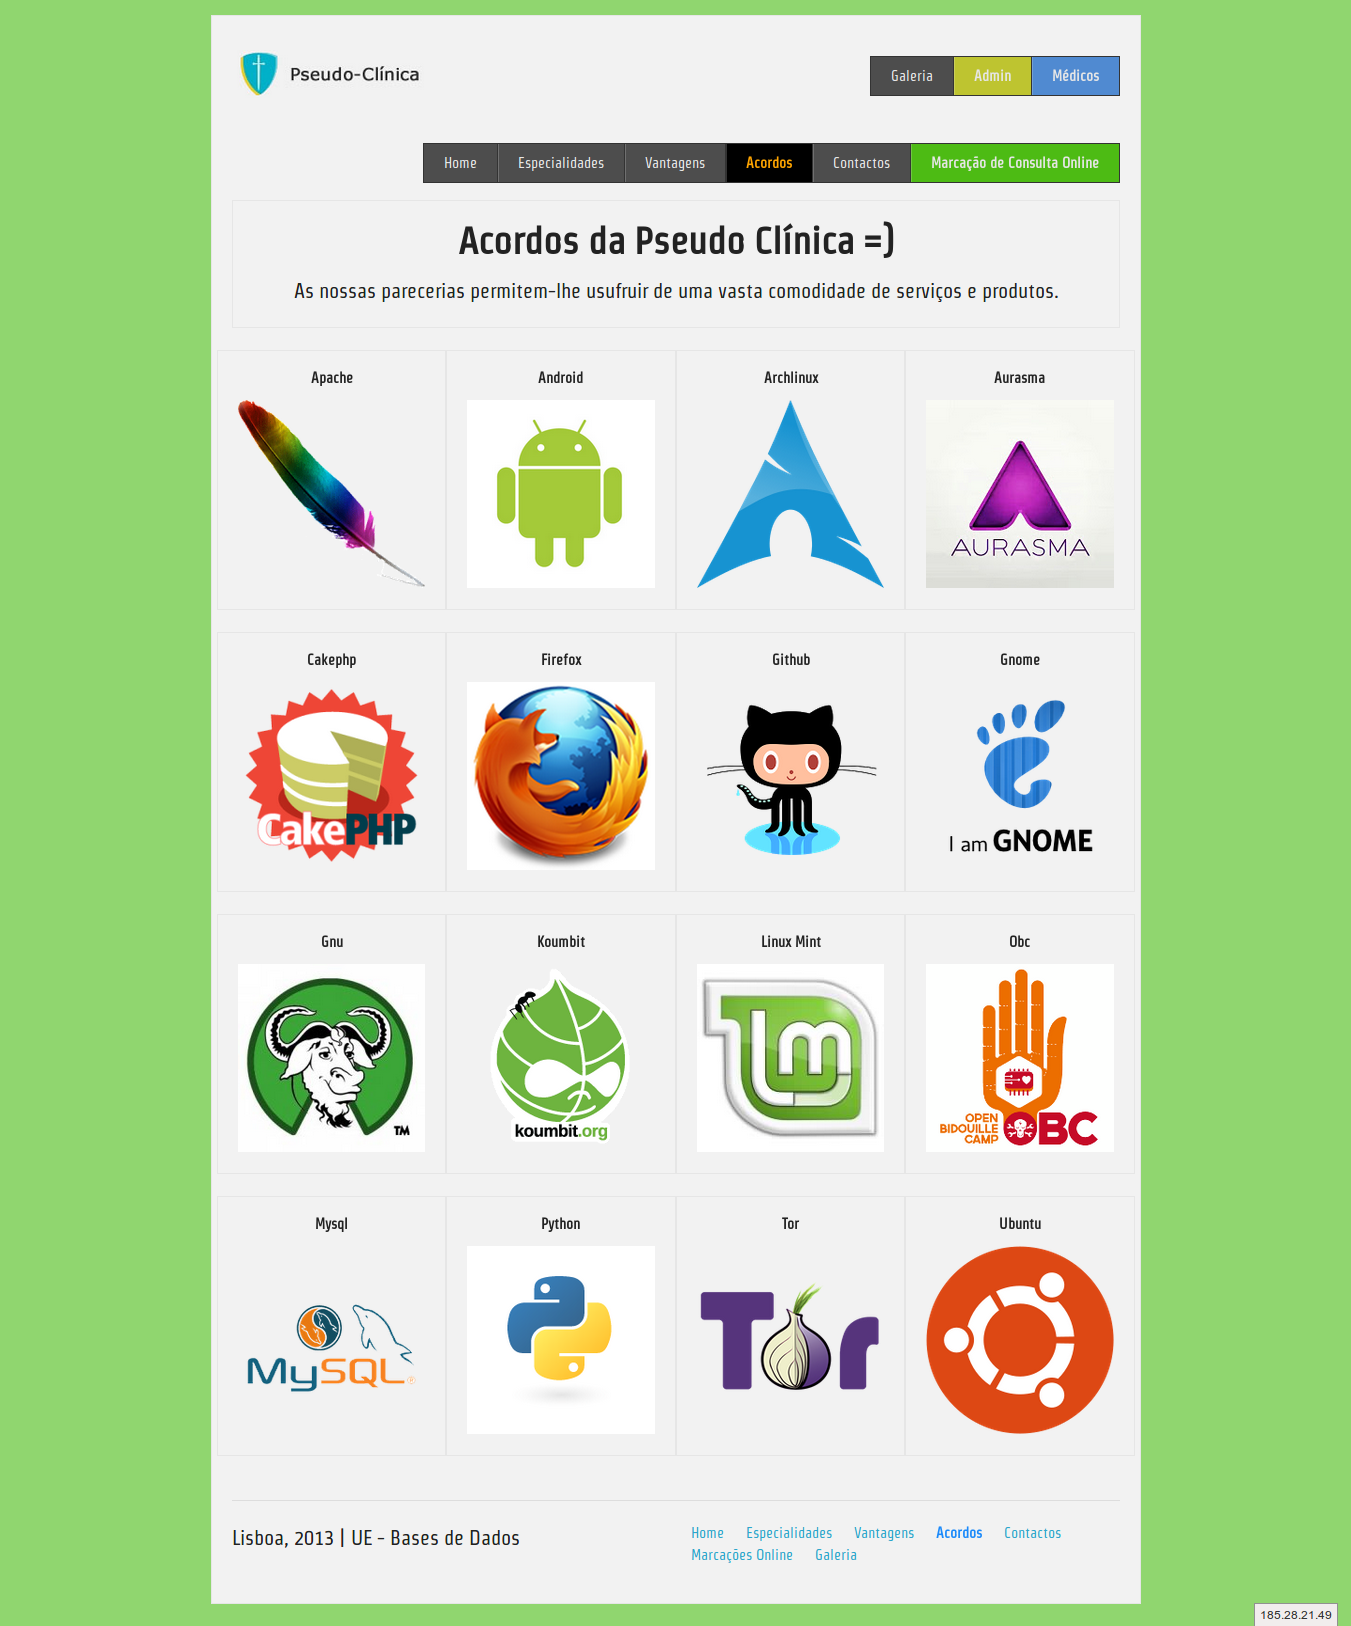 Pseudo-Clínica
Galeria Admin Médicos
Home Especialidades Vantagens Acordos Contactos Marcação de Consulta Online
Acordos da Pseudo Clínica =)
As nossas parecerias permitem-lhe usufruir de uma vasta comodidade de serviços e produtos.
Apache Android Archlinux Aurasma
AURASMA
Cakephp Firefox Github Gnome
CakePHP
I am GNOME
Gnu Koumbit Linux Mint Obc
TM
koumbit.org
lm
OPEN
BIDOUILLE
CAMP
OBC
Mysql Python Tor Ubuntu
MySQL®
Tor
Lisboa, 2013 | UE - Bases de Dados
Home Especialidades Vantagens Acordos Contactos
Marcações Online Galeria
185.28.21.49